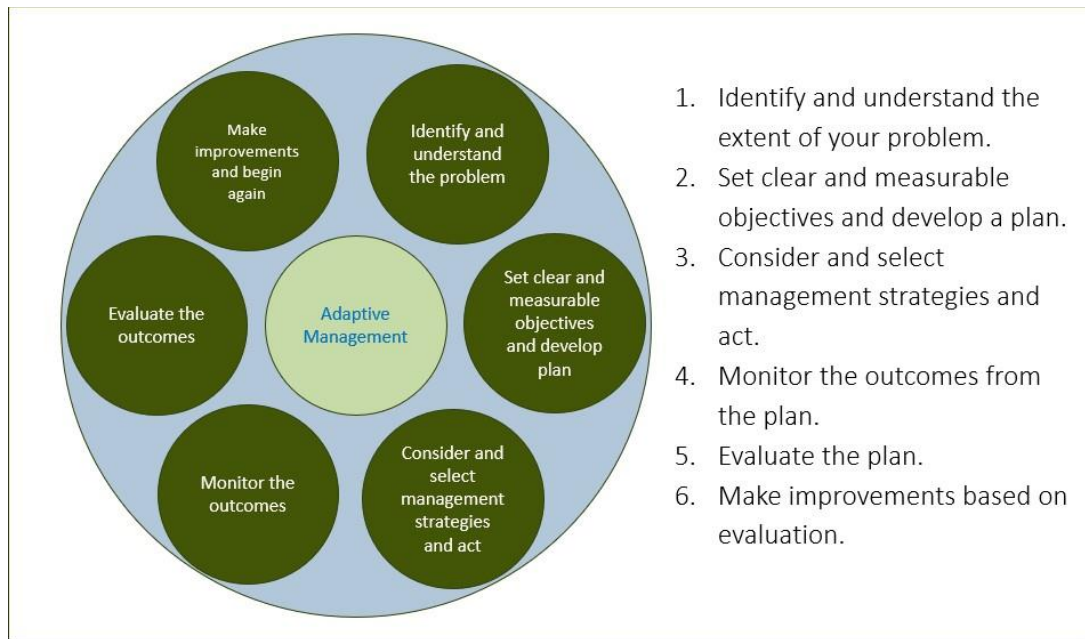 Make
improvements
and begin
again
Identify and
understand
the problem
Evaluate the
outcomes
Adaptive
Management
Set clear and
measurable
objectives
and develop
plan
Monitor the
outcomes
Consider and
select
management
strategies
and act
1. Identify and understand the
extent of your problem.
2. Set clear and measurable
objectives and develop a plan.
3. Consider and select
management strategies and
act.
4. Monitor the outcomes from
the plan.
5. Evaluate the plan.
6. Make improvements based on
evaluation.